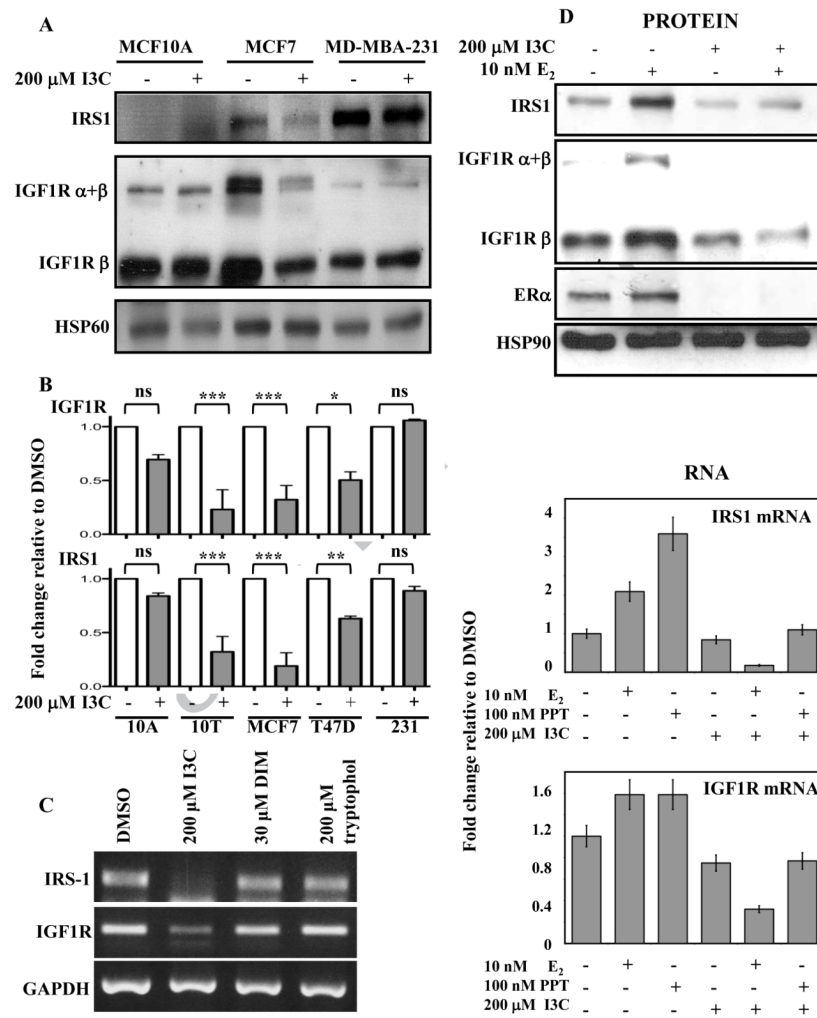 A
MCF10A MCF7 MD-MBA-231
200 μM I3C - + - + - +
IRS1
IGF1R α+β
IGF1R β
HSP60
B
IGF1R
ns *** *** * ns
1.0
0.5
0.0
Fold change relative to DMSO
IRS1
ns *** *** ** ns
1.0
0.5
0.0
200 μM I3C - + - + - + - + - +
10A 10T MCF7 T47D 231
C
DMSO
200 μM I3C
30 μM DIM
200 μM
tryptophol
IRS-1
IGF1R
GAPDH
D
PROTEIN
200 μM I3C - - + +
10 nM E2 - + - +
IRS1
IGF1R α+β
IGF1R β
ERα
HSP90
RNA
Fold change relative to DMSO
IRS1 mRNA
4
3
2
1
0
10 nM E2 - + - - + -
100 nM PPT - - + - - +
200 μM I3C - - - + + +
IGF1R mRNA
1.6
1.2
0.8
0.4
0
10 nM E2 - + - - + -
100 nM PPT - - + - - +
200 μM I3C - - - + + +